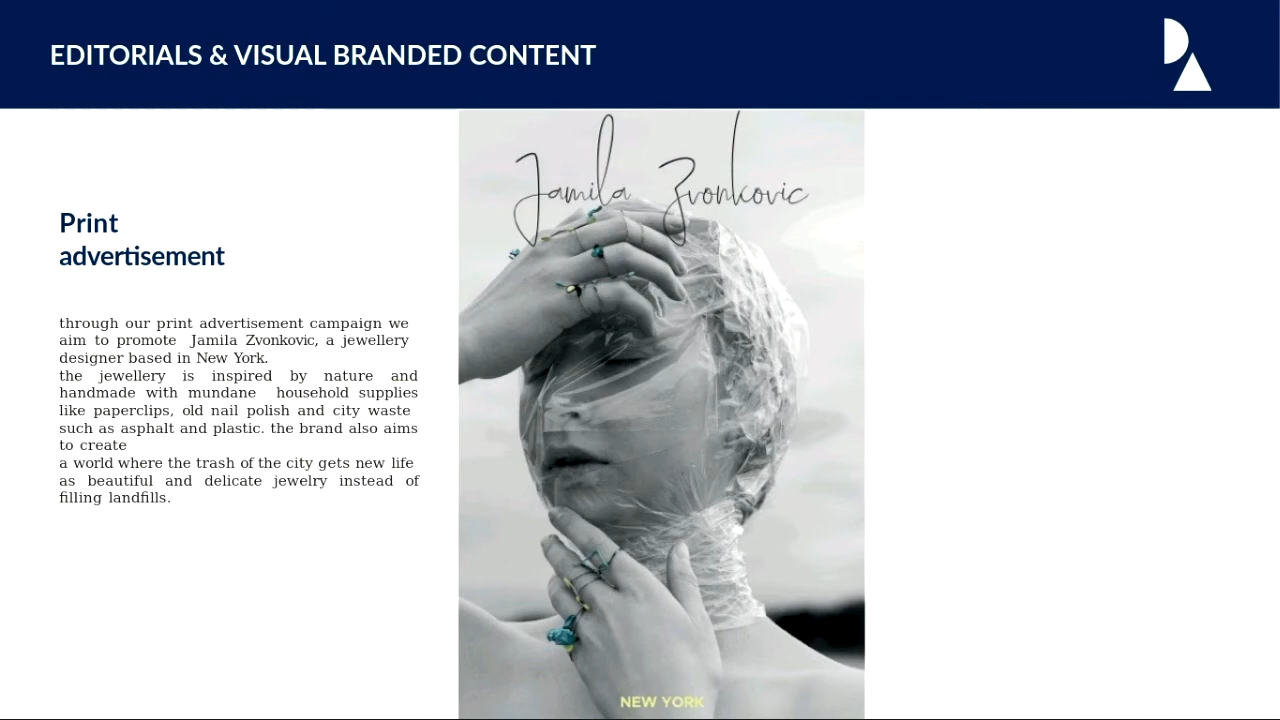 EDITORIALS & VISUAL BRANDED CONTENT
Print
advertisement
through our print advertisement campaign we
aim to promote Jamila Zvonkovic, a jewellery
designer based in New York.
the jewellery is inspired by nature and
handmade with mundane household supplies
like paperclips, old nail polish and city waste
such as asphalt and plastic. the brand also aims
to create
a world where the trash of the city gets new life
as beautiful and delicate jewelry instead of
filling landfills.
Jamila Zvonkovic
NEW YORK